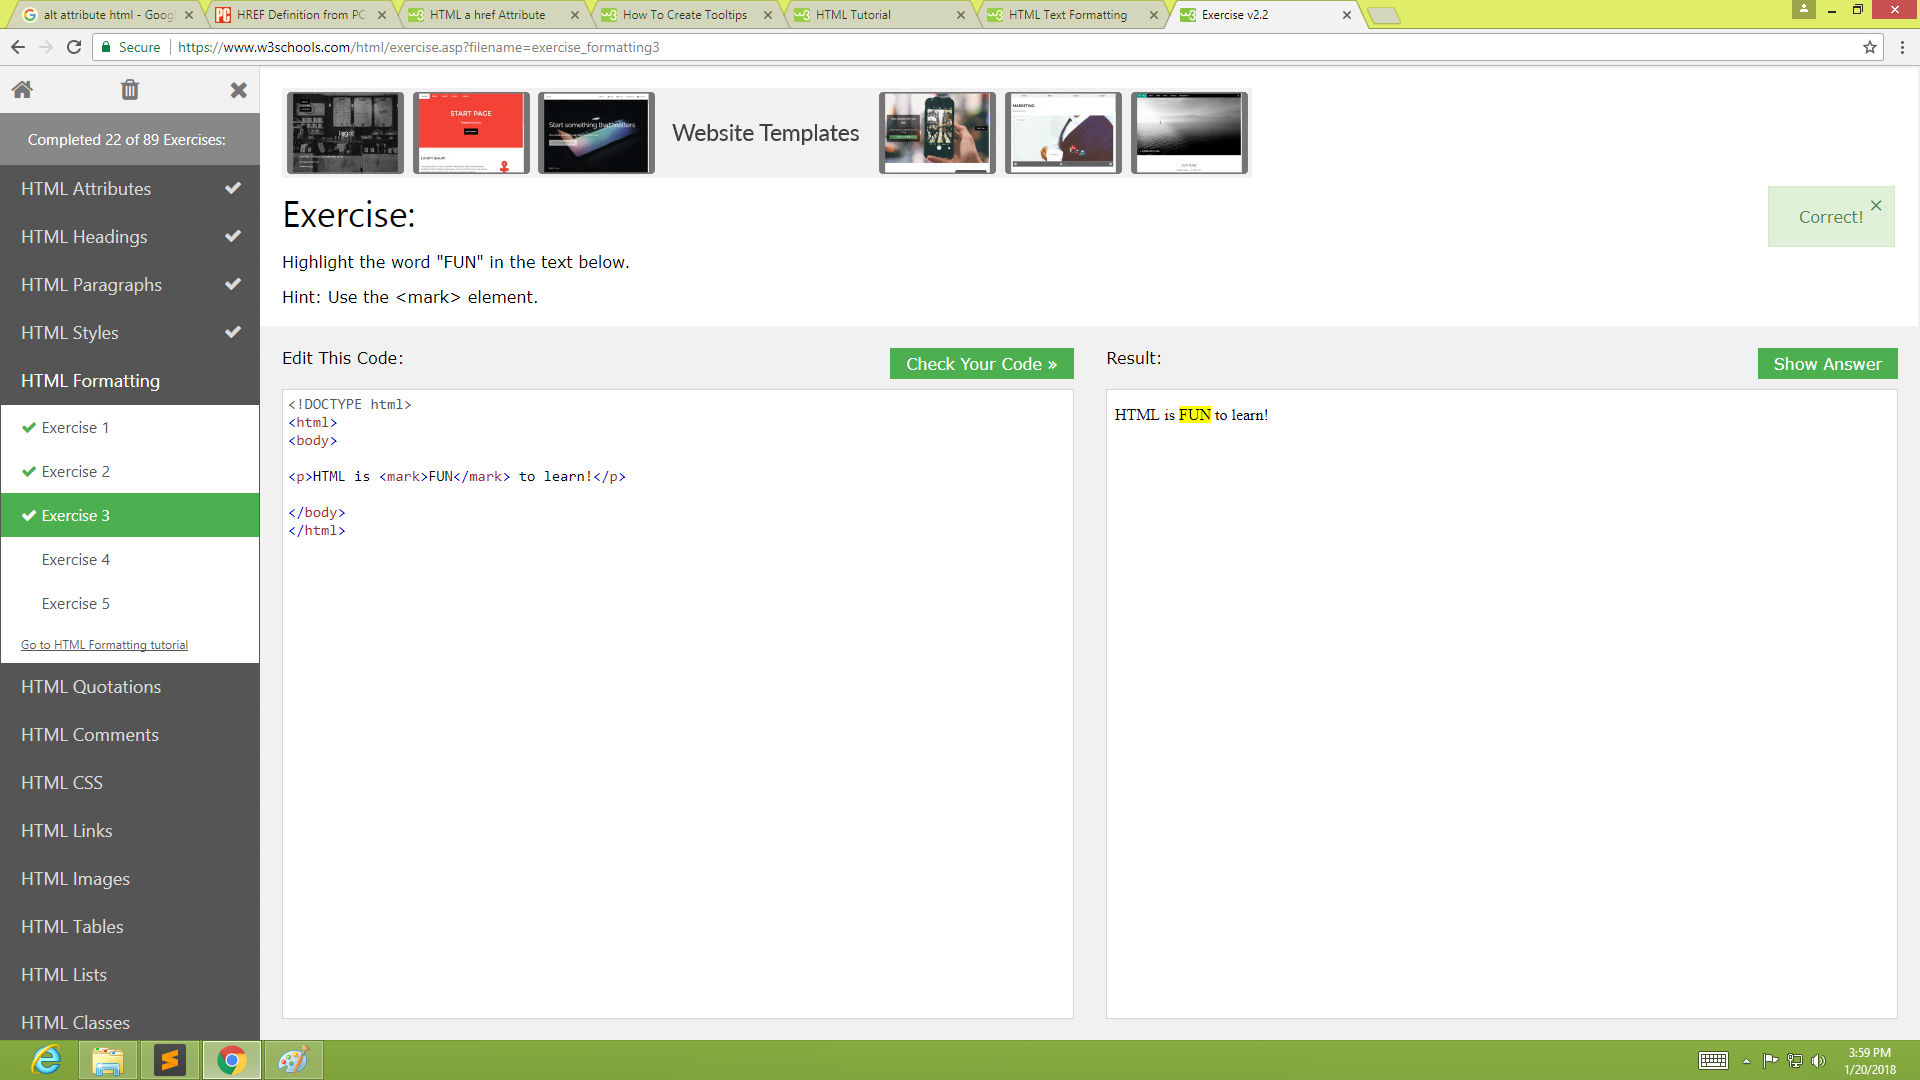 alt attribute html - Goog
HREF Definition from PC
HTML a href Attribute
How To Create Tooltips
HTML Tutorial
HTML Text Formatting
Exercise v2.2
Secure
https://www.w3schools.com/html/exercise.asp?filename=exercise_formatting3
Completed 22 of 89 Exercises:
HTML Attributes
HTML Headings
HTML Paragraphs
HTML Styles
HTML Formatting
Exercise 1
Exercise 2
Exercise 3
Exercise 4
Exercise 5
Go to HTML Formatting tutorial
HTML Quotations
HTML Comments
HTML CSS
HTML Links
HTML Images
HTML Tables
HTML Lists
HTML Classes
START PAGE
Start something that matters
Website Templates
Exercise:
Correct!
Highlight the word "FUN" in the text below.
Hint: Use the <mark> element.
Edit This Code:
Check Your Code »
<!DOCTYPE html>
<html>
<body>
<p>HTML is <mark>FUN</mark> to learn!</p>
</body>
</html>
Result:
Show Answer
HTML is FUN to learn!
3:59 PM
1/20/2018